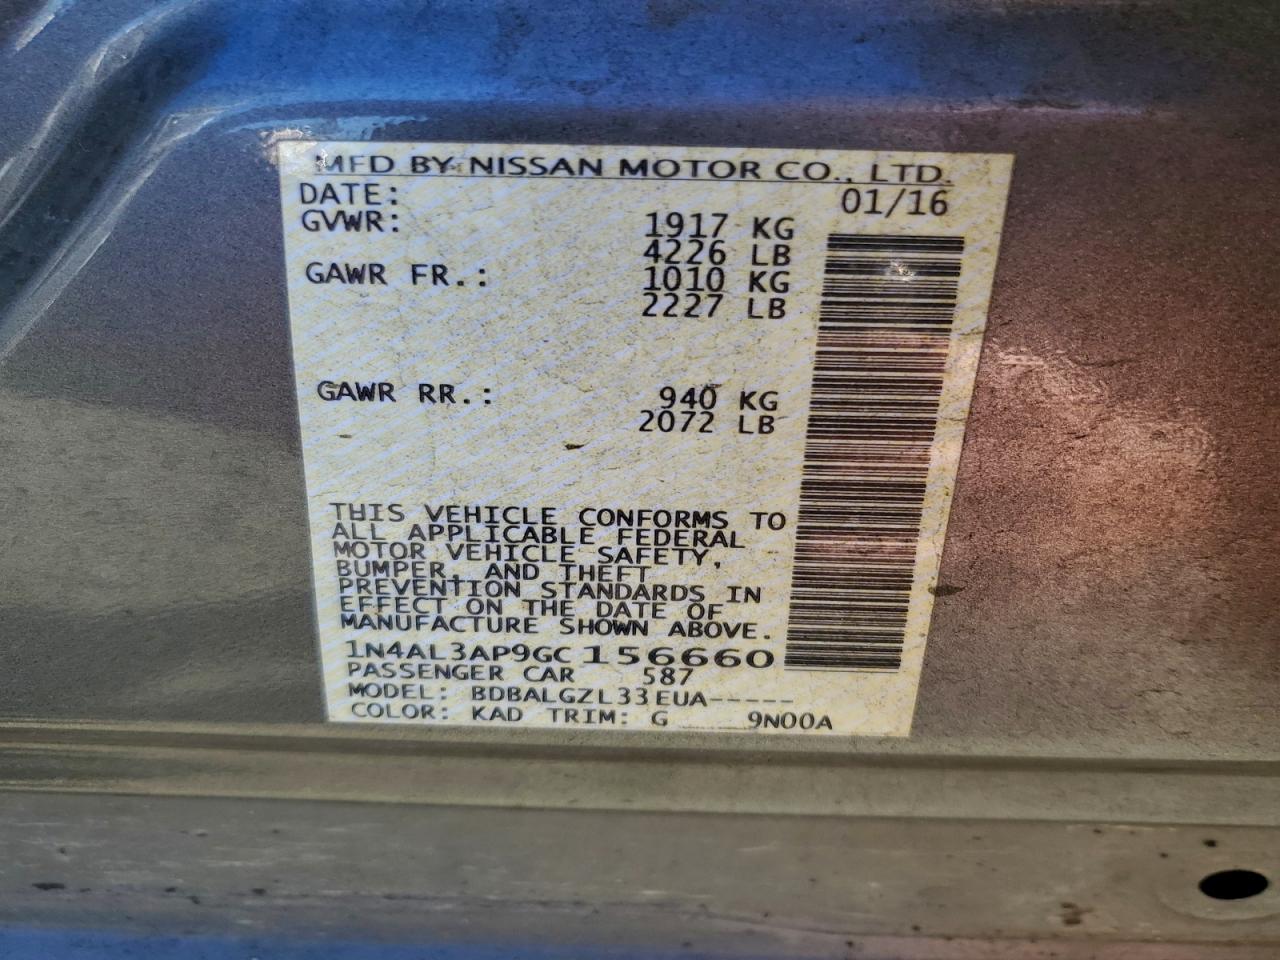 MFD BY NISSAN MOTOR CO., LTD.
DATE: 01/16
GVWR: 1917 KG
4226 LB
GAWR FR.: 1010 KG
2227 LB
GAWR RR.: 940 KG
2072 LB
THIS VEHICLE CONFORMS TO
ALL APPLICABLE FEDERAL
MOTOR VEHICLE SAFETY,
BUMPER, AND THEFT
PREVENTION STANDARDS IN
EFFECT ON THE DATE OF
MANUFACTURE SHOWN ABOVE.
1N4AL3AP9GC156660
PASSENGER CAR 587
MODEL: BDBALGZL33EUA-----
COLOR: KAD TRIM: G 9N00A